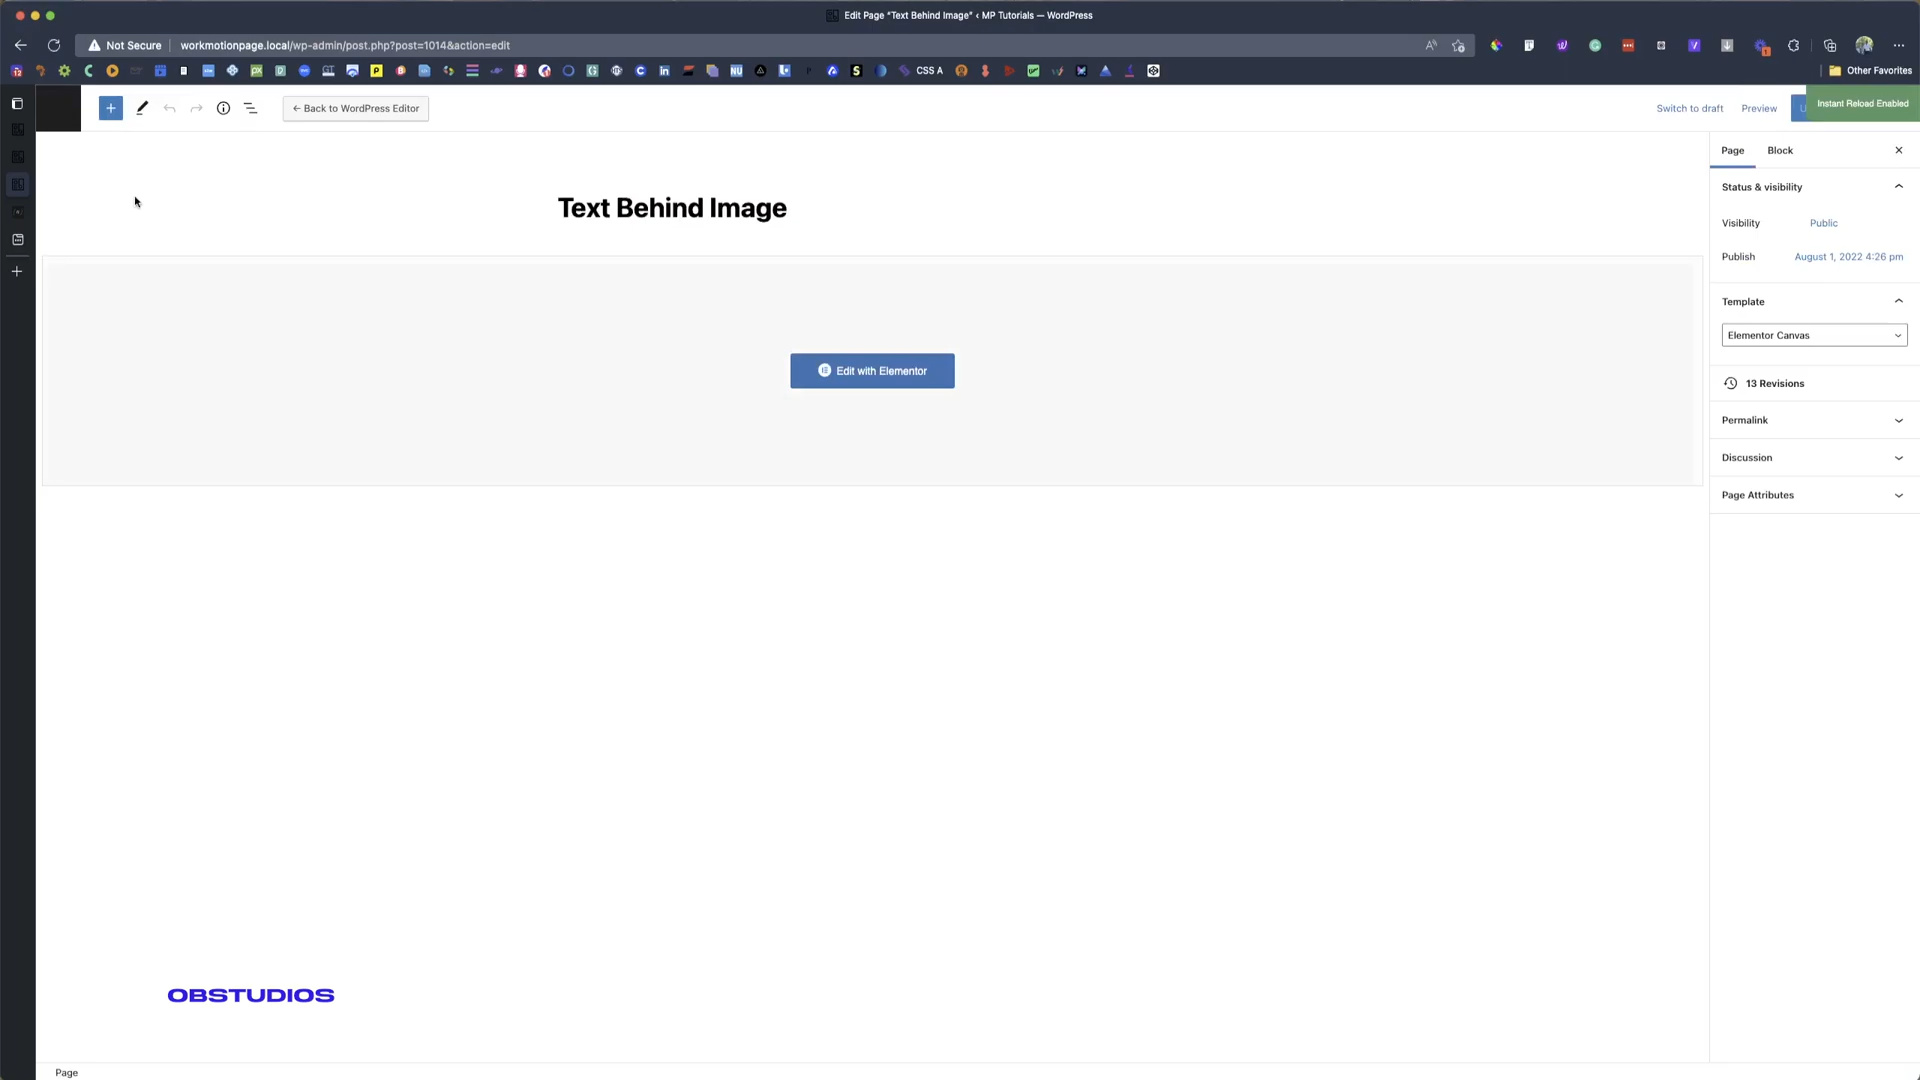 Edit Page "Text Behind Image" ‹ MP Tutorials — WordPress
Not Secure
workmotionpage.local/wp-admin/post.php?post=1014&action=edit
CSS A
Other Favorites
← Back to WordPress Editor
Switch to draft
Preview
Instant Reload Enabled
Page
Block
Text Behind Image
Status & visibility
Visibility
Public
Publish
August 1, 2022 4:26 pm
Template
Elementor Canvas
Edit with Elementor
13 Revisions
Permalink
Discussion
Page Attributes
OBSTUDIOS
Page